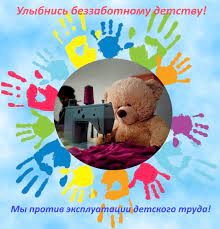 Улыбнись беззаботному детству!
Мы против эксплуатации детского труда!